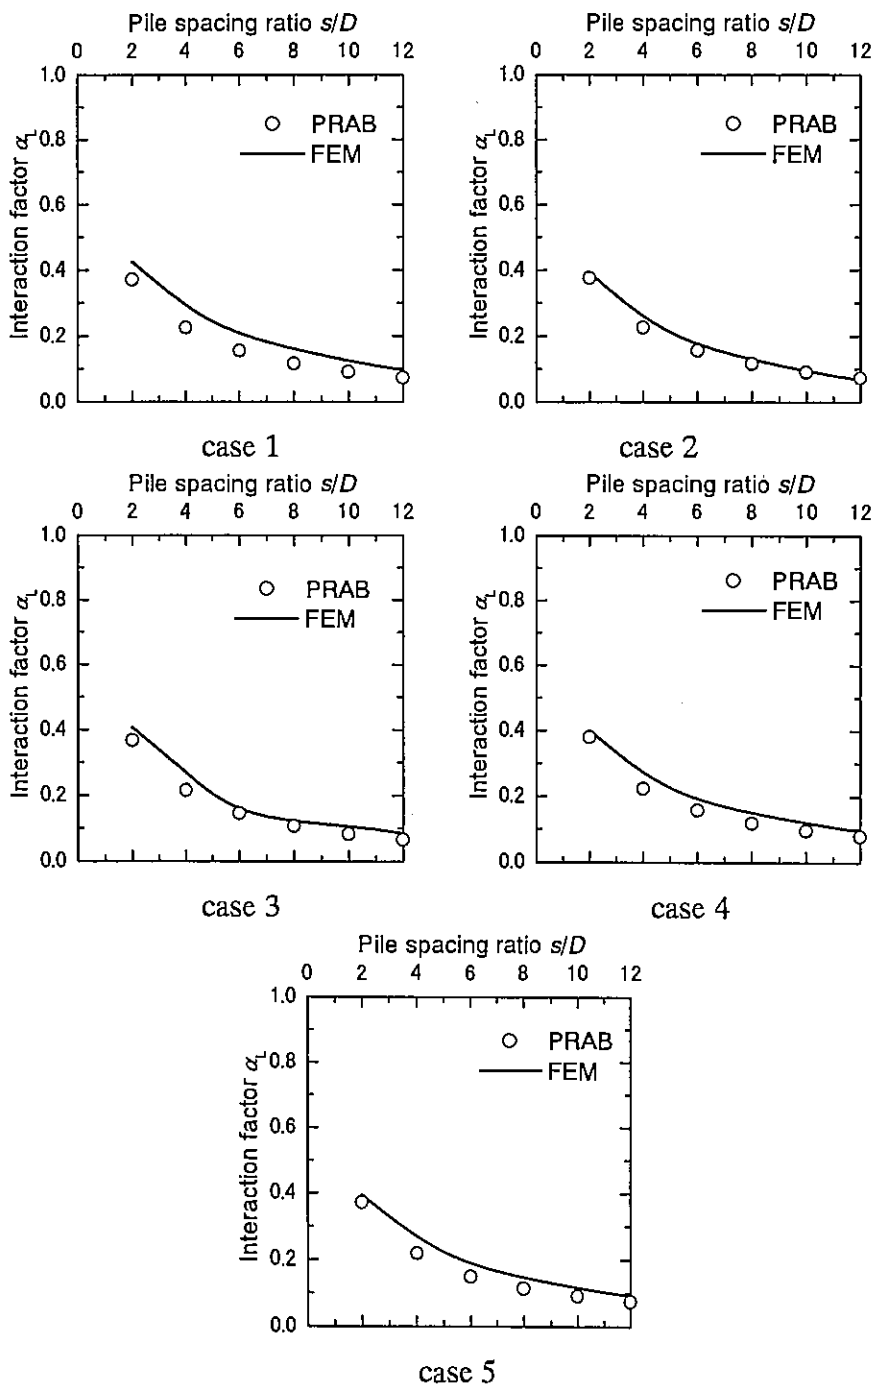 Pile spacing ratio s/D
0 2 4 6 8 10 12
1.0
0.8
0.6
0.4
0.2
0.0
Interaction factor α_L
PRAB
FEM
case 1
Pile spacing ratio s/D
0 2 4 6 8 10 12
1.0
0.8
0.6
0.4
0.2
0.0
Interaction factor α_L
PRAB
FEM
case 2
Pile spacing ratio s/D
0 2 4 6 8 10 12
1.0
0.8
0.6
0.4
0.2
0.0
Interaction factor α_L
PRAB
FEM
case 3
Pile spacing ratio s/D
0 2 4 6 8 10 12
1.0
0.8
0.6
0.4
0.2
0.0
Interaction factor α_L
PRAB
FEM
case 4
Pile spacing ratio s/D
0 2 4 6 8 10 12
1.0
0.8
0.6
0.4
0.2
0.0
Interaction factor α_L
PRAB
FEM
case 5